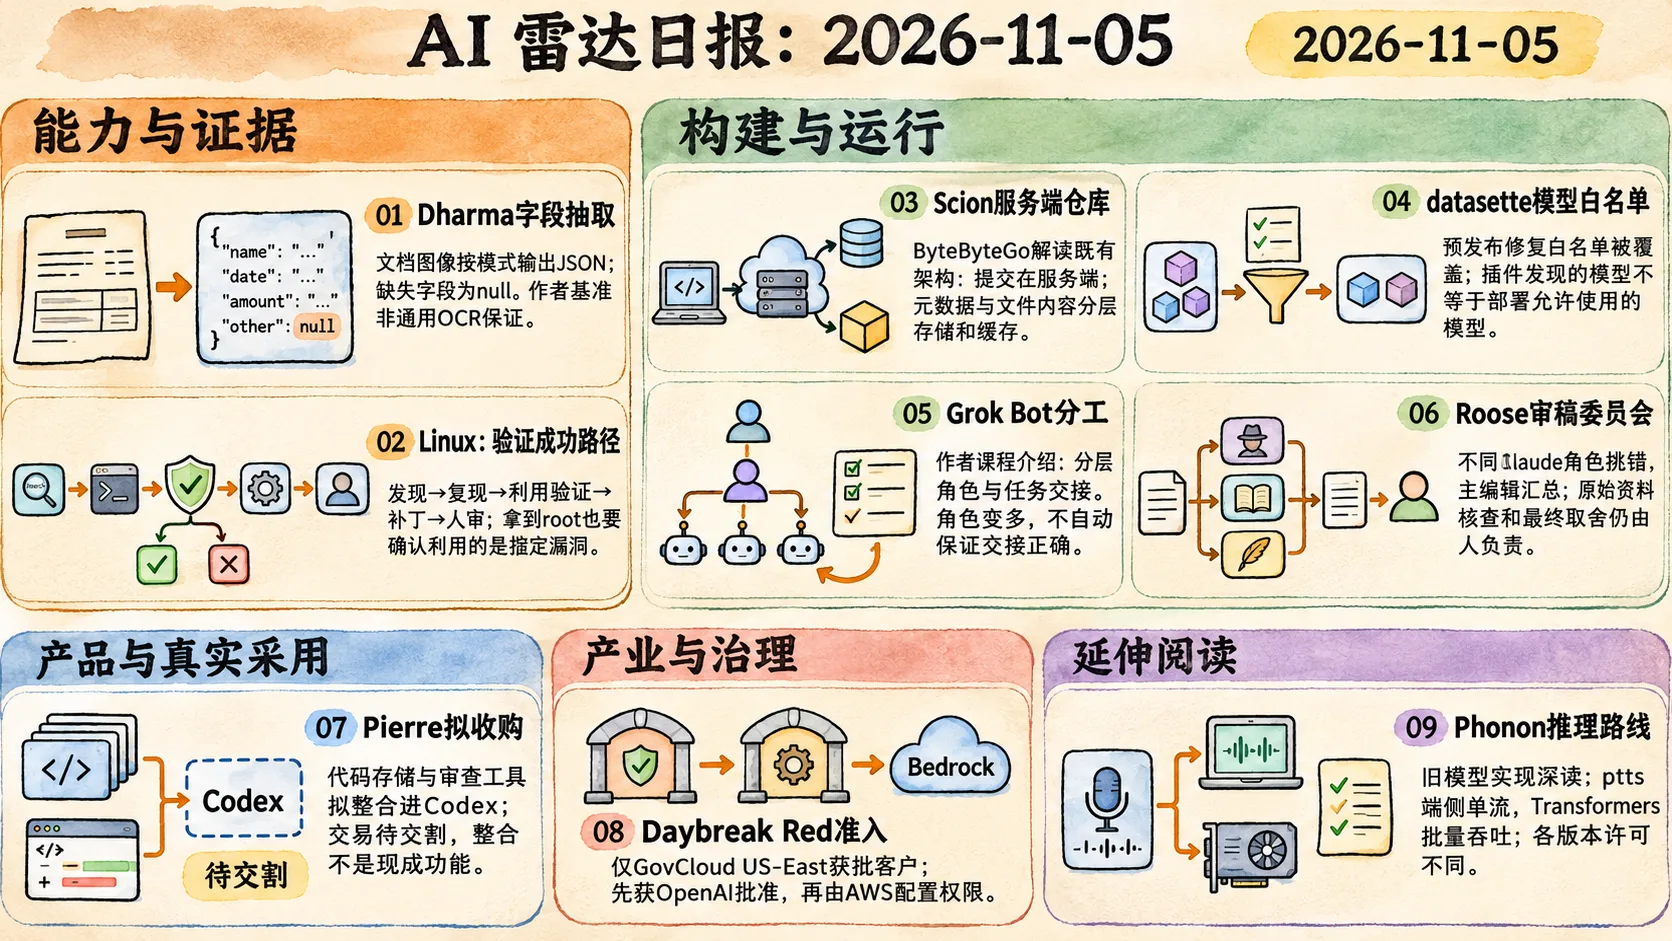 AI 雷达日报：2026-11-05
2026-11-05
能力与证据
{
"name": "...",
"date": "..."
"amount": "..."
"other": null
}
01 Dharma字段抽取
文档图像按模式输出JSON；
缺失字段为null。作者基准
非通用OCR保证。
02 Linux：验证成功路径
发现→复现→利用验证→
补丁→人审；拿到root也要
确认利用的是指定漏洞。
构建与运行
</>
03 Scion服务端仓库
ByteByteGo解读既有
架构：提交在服务端；
元数据与文件内容分层
存储和缓存。
04 datasette模型白名单
预发布修复白名单被覆
盖；插件发现的模型不
等于部署允许使用的
模型。
05 Grok Bot分工
作者课程介绍：分层
角色与任务交接。
角色变多，不自动
保证交接正确。
06 Roose审稿委员会
不同 角色挑错，
主编辑汇总；原始资料
核查和最终取舍仍由
人负责。
产品与真实采用
</>
</>
Codex
待交割
07 Pierre拟收购
代码存储与审查工具
拟整合进Codex；
交易待交割，整合
不是现成功能。
产业与治理
Bedrock
08 Daybreak Red准入
仅GovCloud US-East获批客户；
先获OpenAI批准，再由AWS配置权限。
延伸阅读
09 Phonon推理路线
旧模型实现深读；ptts
端侧单流，Transformers
批量吞吐；各版本许可
不同。